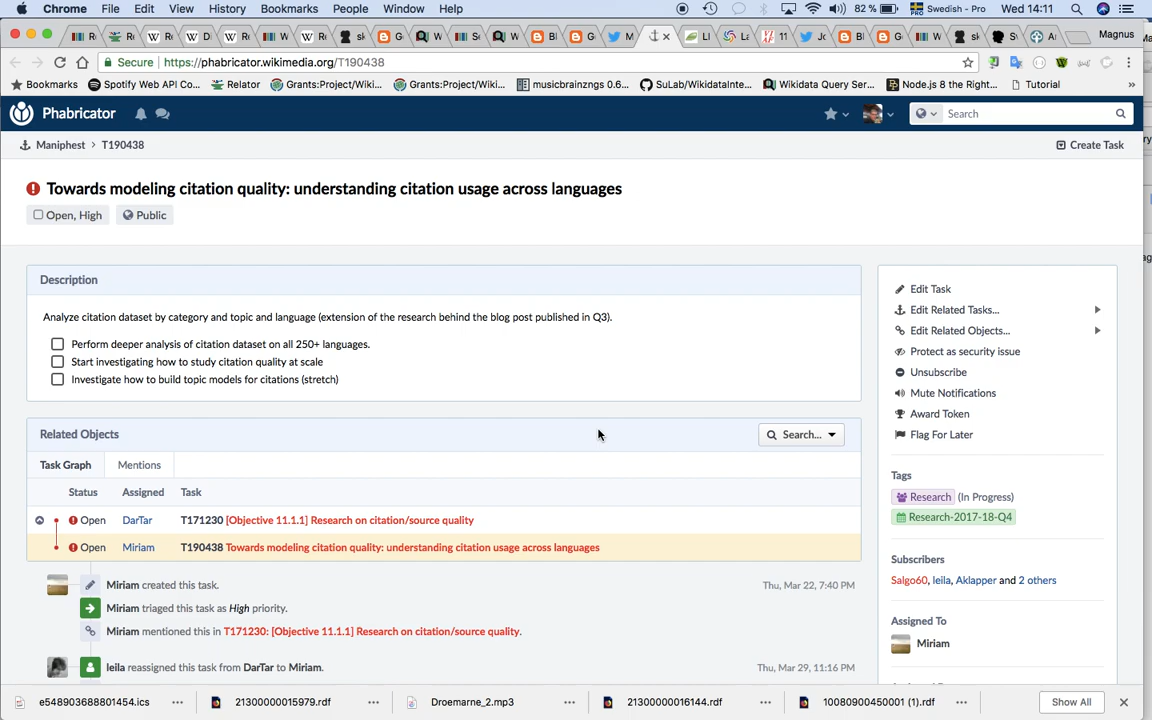 Chrome File Edit View History Bookmarks People Window Help 82 % Swedish - Pro Wed 14:11
Magnus
Secure https://phabricator.wikimedia.org/T190438
Bookmarks Spotify Web API Co... Relator Grants:Project/Wiki... Grants:Project/Wiki... musicbrainzngs 0.6... SuLab/WikidataInte... Wikidata Query Ser... Node.js 8 the Right... Tutorial »
Phabricator Search
Maniphest > T190438 Create Task
Towards modeling citation quality: understanding citation usage across languages
Open, High Public
Description
Analyze citation dataset by category and topic and language (extension of the research behind the blog post published in Q3).
Perform deeper analysis of citation dataset on all 250+ languages.
Start investigating how to study citation quality at scale
Investigate how to build topic models for citations (stretch)
Edit Task
Edit Related Tasks...
Edit Related Objects...
Protect as security issue
Unsubscribe
Mute Notifications
Award Token
Flag For Later
Tags
Research (In Progress)
Research-2017-18-Q4
Subscribers
Salgo60, leila, Aklapper and 2 others
Assigned To
Miriam
Related Objects Search...
Task Graph Mentions
Status Assigned Task
Open DarTar T171230 [Objective 11.1.1] Research on citation/source quality
Open Miriam T190438 Towards modeling citation quality: understanding citation usage across languages
Miriam created this task. Thu, Mar 22, 7:40 PM
Miriam triaged this task as High priority.
Miriam mentioned this in T171230: [Objective 11.1.1] Research on citation/source quality.
leila reassigned this task from DarTar to Miriam. Thu, Mar 29, 11:16 PM
e548903688801454.ics 21300000015979.rdf Droemarne_2.mp3 21300000016144.rdf 10080900450001 (1).rdf Show All